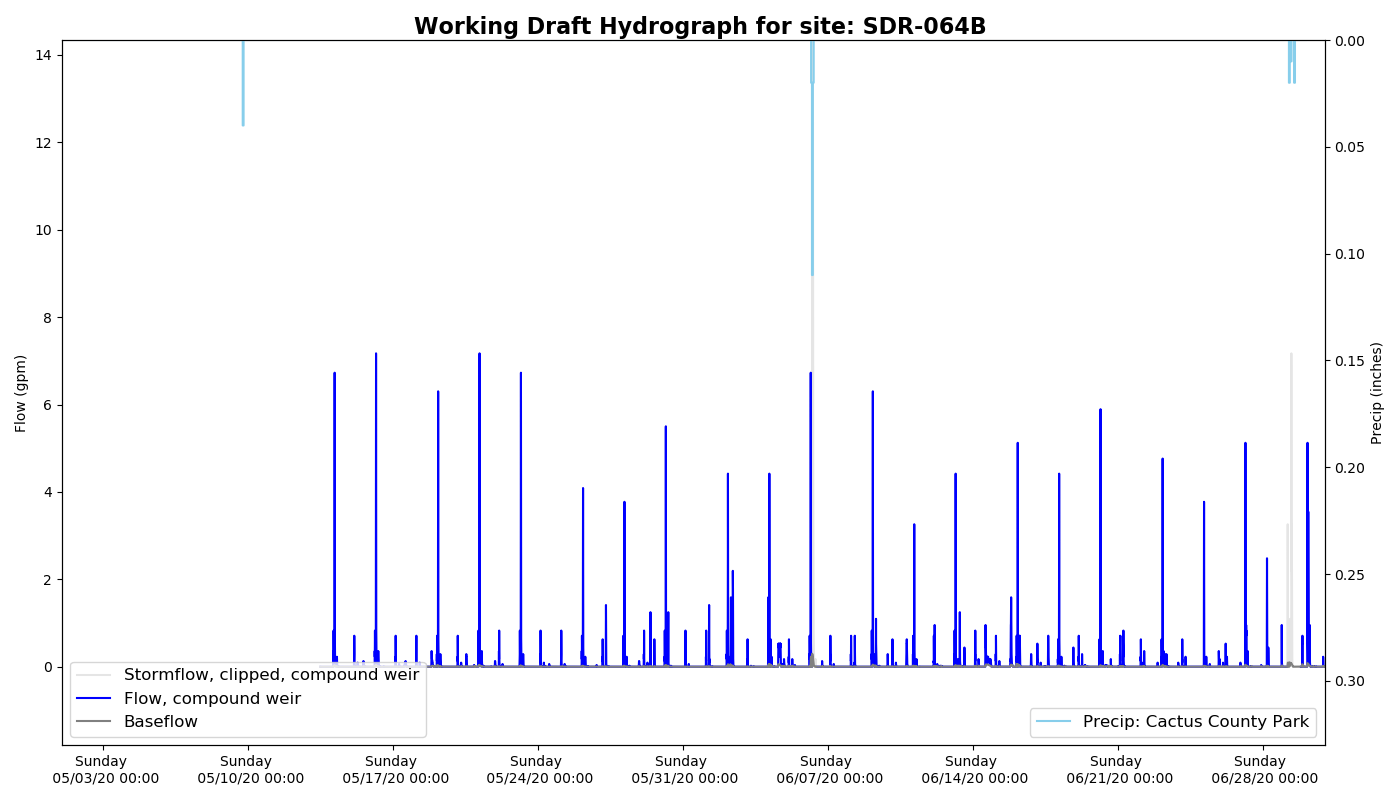 Working Draft Hydrograph for site: SDR-064B
14
12
10
8
6
4
2
0
Flow (gpm)
0.00
0.05
0.10
0.15
0.20
0.25
0.30
Precip (inches)
Stormflow, clipped, compound weir
Flow, compound weir
Baseflow
Precip: Cactus County Park
Sunday
05/03/20 00:00
Sunday
05/10/20 00:00
Sunday
05/17/20 00:00
Sunday
05/24/20 00:00
Sunday
05/31/20 00:00
Sunday
06/07/20 00:00
Sunday
06/14/20 00:00
Sunday
06/21/20 00:00
Sunday
06/28/20 00:00